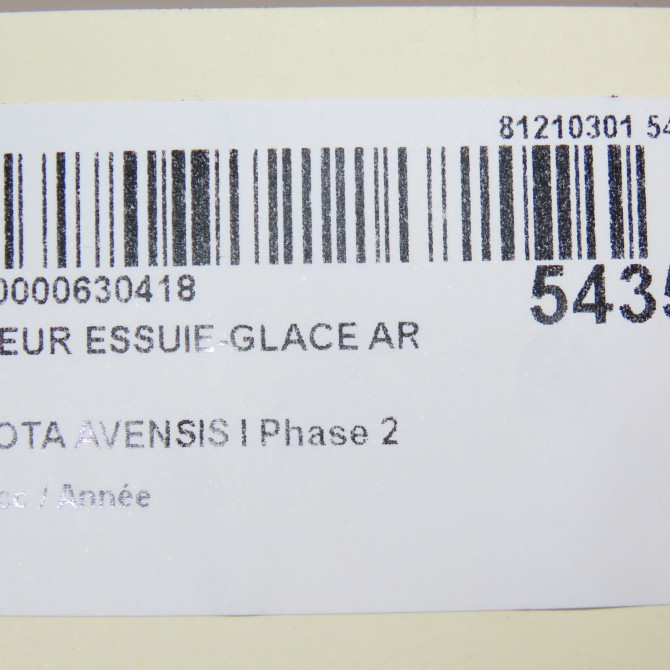 81210301 54
0000630418
5435
EUR ESSUIE-GLACE AR
OTA AVENSIS I Phase 2
cc / Année